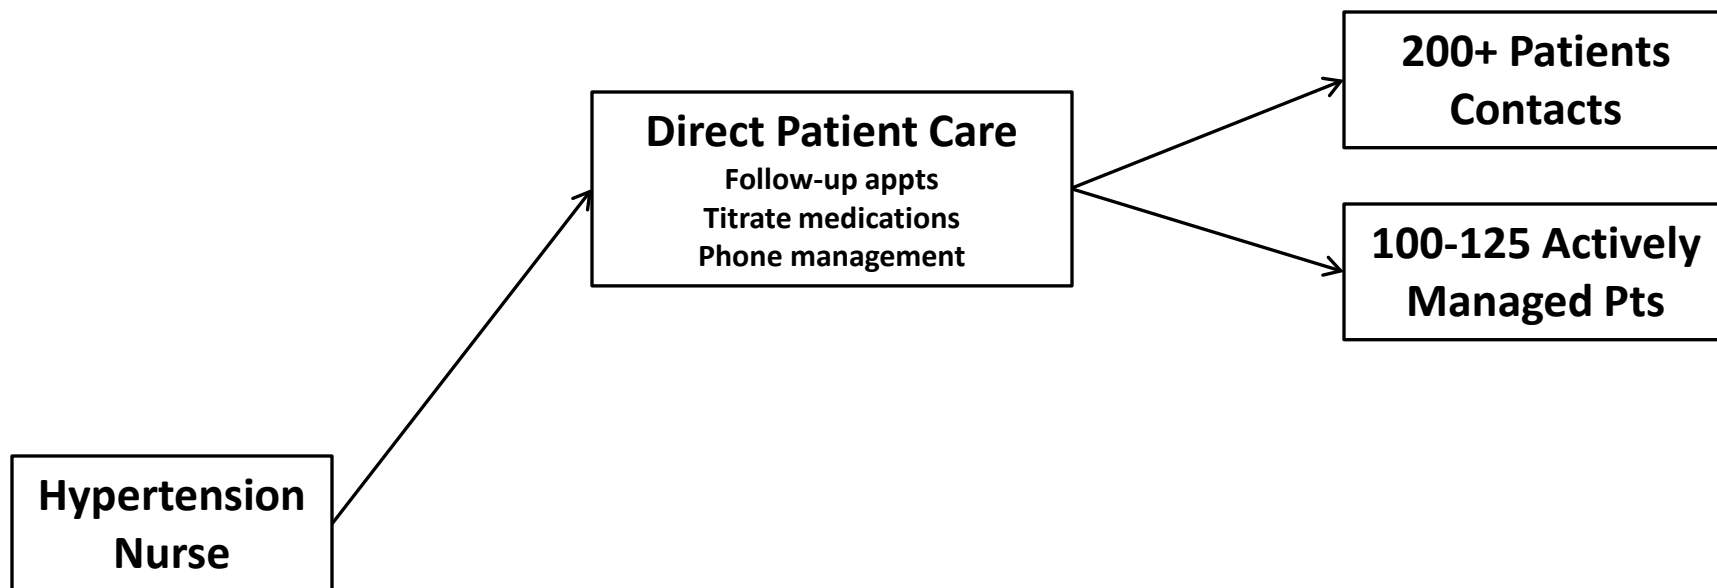 200+ Patients
Contacts
Direct Patient Care
Follow-up appts
Titrate medications
Phone management
100-125 Actively
Managed Pts
Hypertension
Nurse